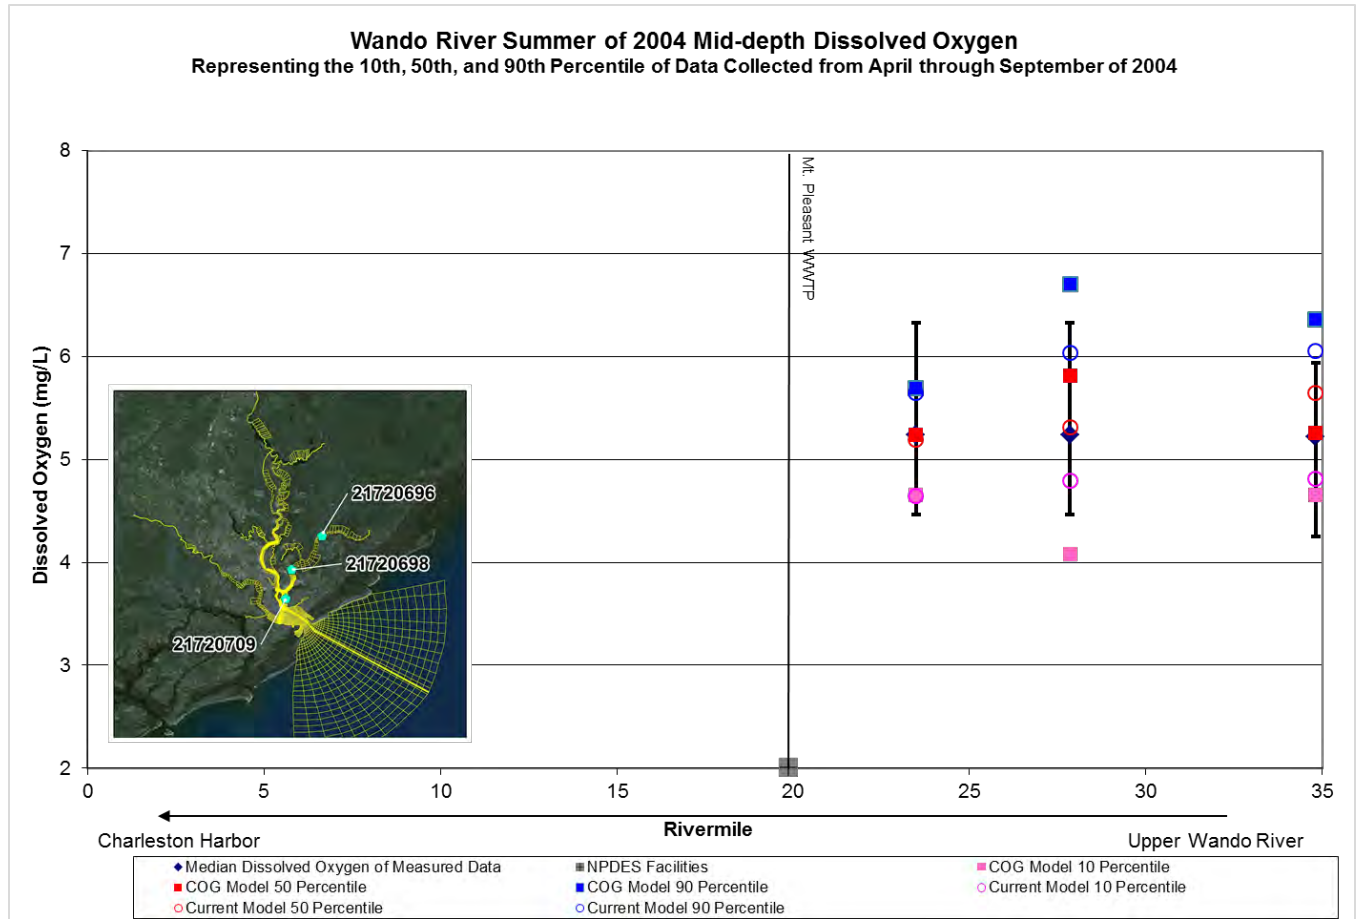 Wando River Summer of 2004 Mid-depth Dissolved Oxygen
Representing the 10th, 50th, and 90th Percentile of Data Collected from April through September of 2004
Dissolved Oxygen (mg/L)
8
7
6
5
4
3
2
Mt. Pleasant WWTP
21720696
21720698
21720709
0 5 10 15 20 25 30 35
Rivermile
Charleston Harbor Upper Wando River
Median Dissolved Oxygen of Measured Data NPDES Facilities COG Model 10 Percentile
COG Model 50 Percentile COG Model 90 Percentile Current Model 10 Percentile
Current Model 50 Percentile Current Model 90 Percentile